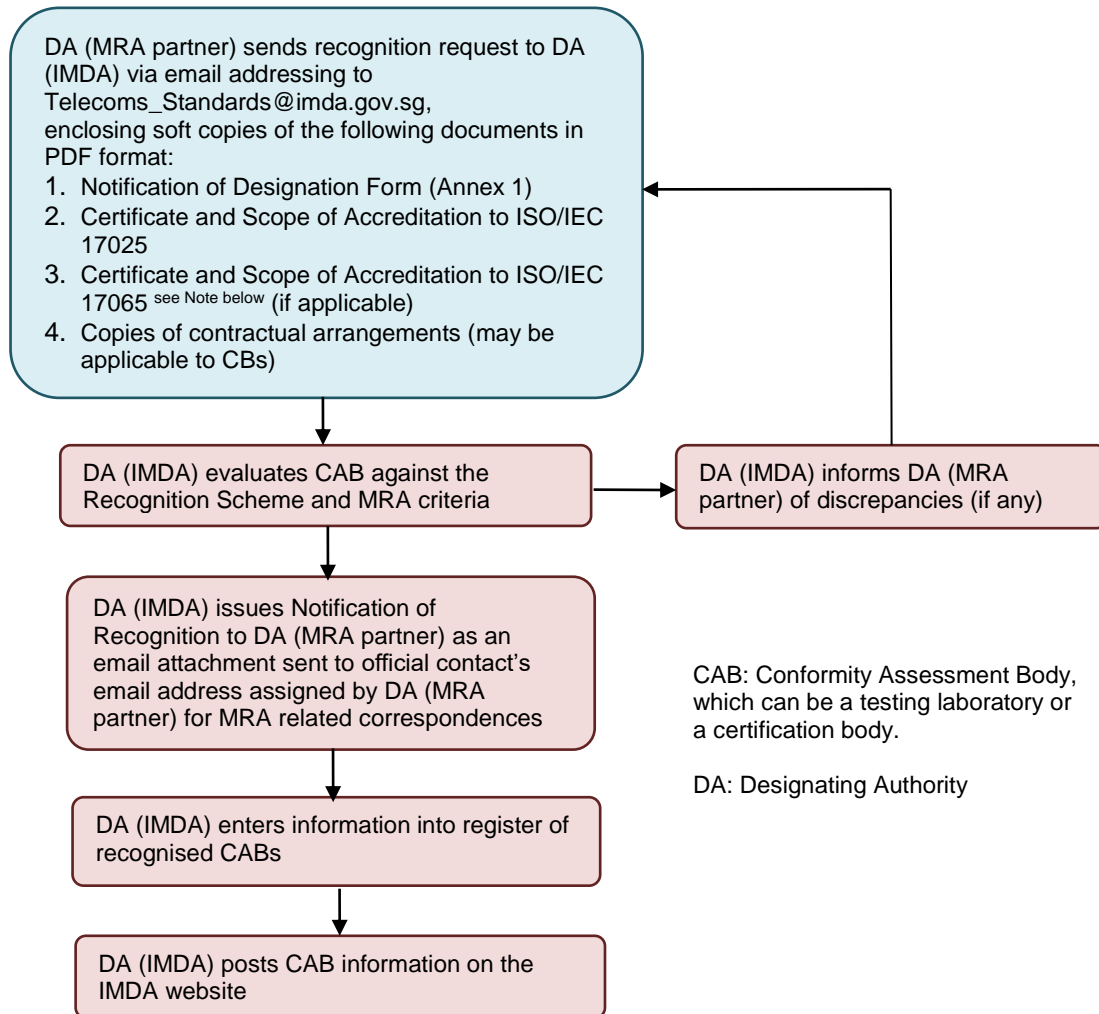 DA (MRA partner) sends recognition request to DA
(IMDA) via email addressing to
Telecoms_Standards@imda.gov.sg,
enclosing soft copies of the following documents in
PDF format:
1. Notification of Designation Form (Annex 1)
2. Certificate and Scope of Accreditation to ISO/IEC
17025
3. Certificate and Scope of Accreditation to ISO/IEC
17065 see Note below (if applicable)
4. Copies of contractual arrangements (may be
applicable to CBs)
DA (IMDA) evaluates CAB against the
Recognition Scheme and MRA criteria
DA (IMDA) informs DA (MRA
partner) of discrepancies (if any)
DA (IMDA) issues Notification of
Recognition to DA (MRA partner) as an
email attachment sent to official contact's
email address assigned by DA (MRA
partner) for MRA related correspondences
CAB: Conformity Assessment Body,
which can be a testing laboratory or
a certification body.
DA: Designating Authority
DA (IMDA) enters information into register of
recognised CABs
DA (IMDA) posts CAB information on the
IMDA website